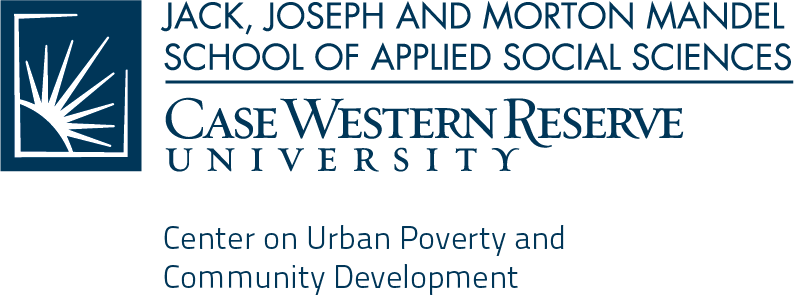 JACK, JOSEPH AND MORTON MANDEL
SCHOOL OF APPLIED SOCIAL SCIENCES
CASE WESTERN RESERVE
UNIVERSITY
Center on Urban Poverty and
Community Development